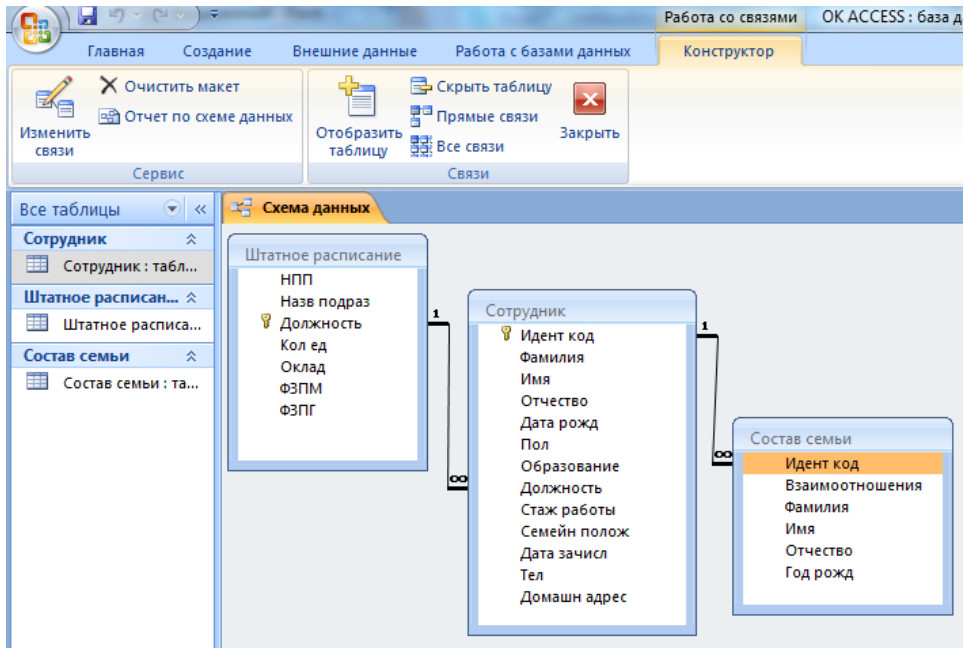 Работа со связями OK ACCESS : база д
Главная Создание Внешние данные Работа с базами данных Конструктор
Изменить связи
Очистить макет
Отчет по схеме данных
Сервис
Отобразить таблицу
Скрыть таблицу
Прямые связи
Все связи
Закрыть
Связи
Все таблицы
Сотрудник
Сотрудник : табл...
Штатное расписан...
Штатное расписа...
Состав семьи
Состав семьи : та...
Схема данных
Штатное расписание
НПП
Назв подраз
Должность
Кол ед
Оклад
ФЗПМ
ФЗПГ
1
∞
Сотрудник
Идент код
Фамилия
Имя
Отчество
Дата рожд
Пол
Образование
Должность
Стаж работы
Семейн полож
Дата зачисл
Тел
Домашн адрес
1
∞
Состав семьи
Идент код
Взаимоотношения
Фамилия
Имя
Отчество
Год рожд